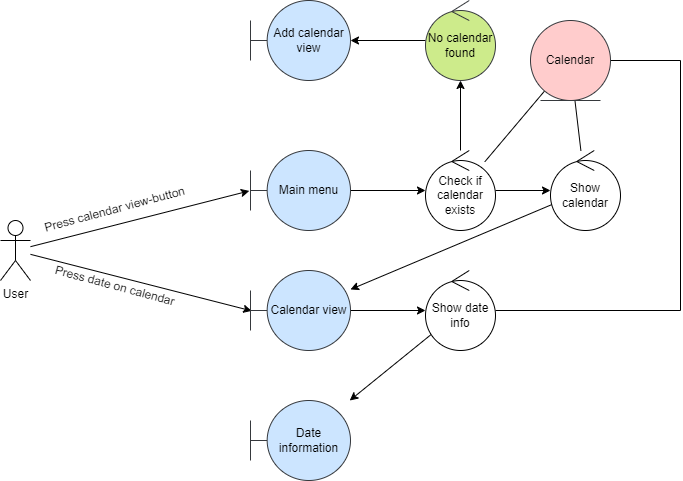 Add calendar
view
No calendar
found
Calendar
Press calendar view-button
Main menu
Check if
calendar
exists
Show
calendar
User
Press date on calendar
Calendar view
Show date
info
Date
information